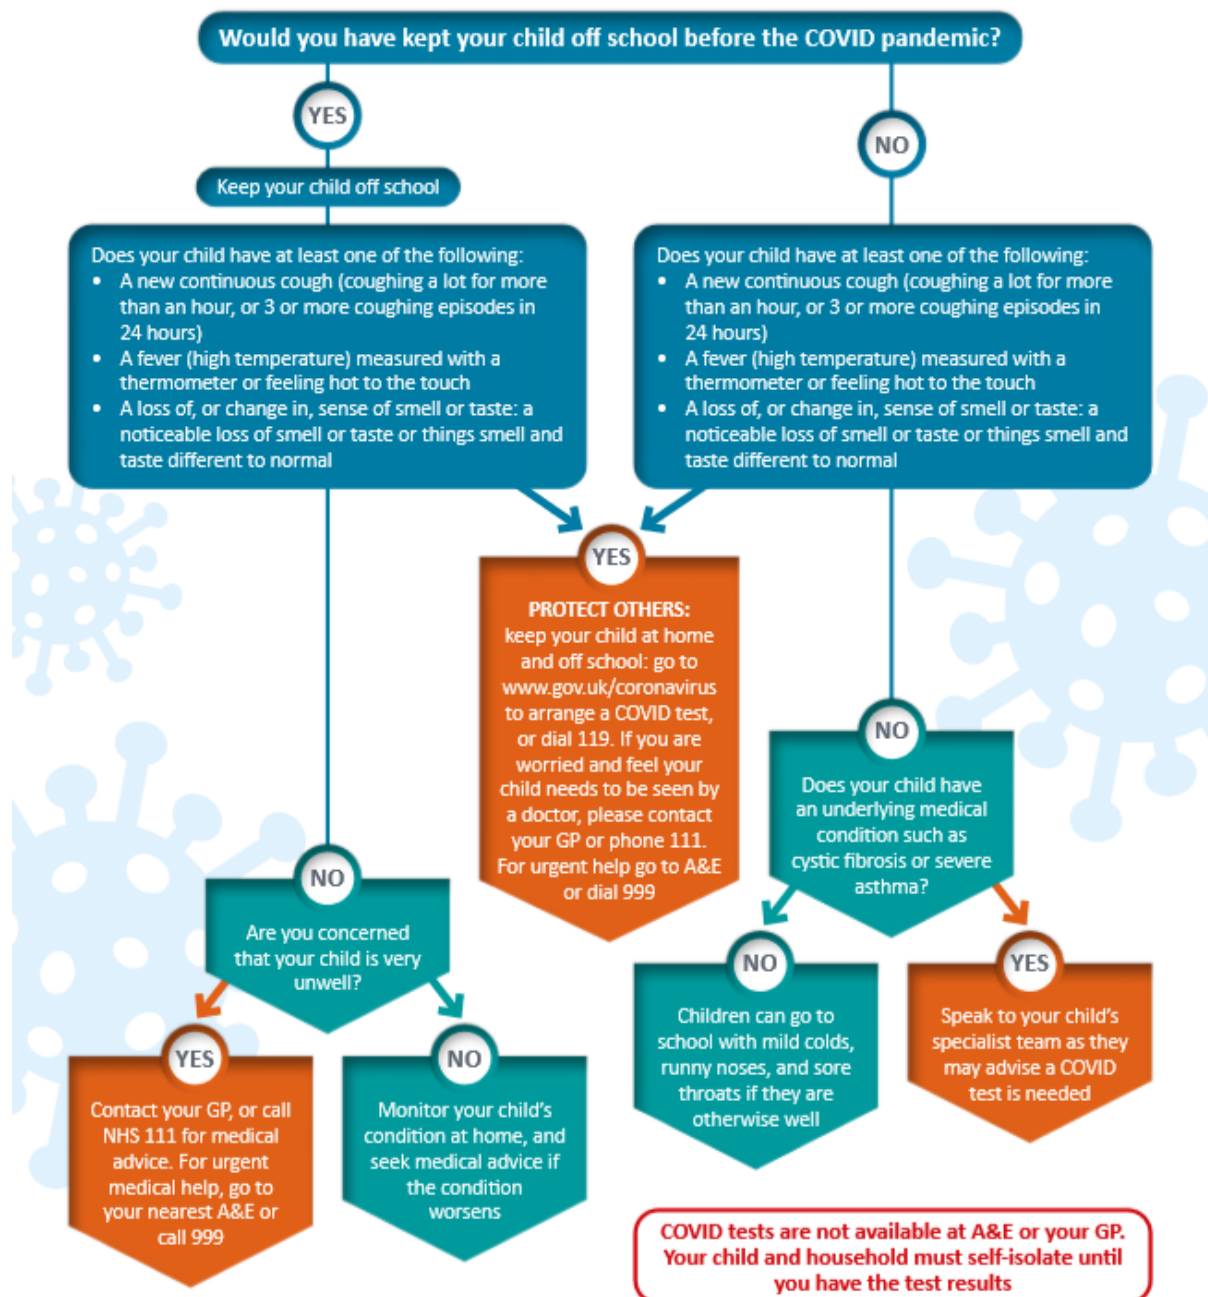 Would you have kept your child off school before the COVID pandemic?
YES
NO
Keep your child off school
Does your child have at least one of the following:
• A new continuous cough (coughing a lot for more
than an hour, or 3 or more coughing episodes in
24 hours)
• A fever (high temperature) measured with a
thermometer or feeling hot to the touch
• A loss of, or change in, sense of smell or taste: a
noticeable loss of smell or taste or things smell and
taste different to normal
Does your child have at least one of the following:
• A new continuous cough (coughing a lot for more
than an hour, or 3 or more coughing episodes in
24 hours)
• A fever (high temperature) measured with a
thermometer or feeling hot to the touch
• A loss of, or change in, sense of smell or taste: a
noticeable loss of smell or taste or things smell and
taste different to normal
YES
PROTECT OTHERS:
keep your child at home
and off school: go to
www.gov.uk/coronavirus
to arrange a COVID test,
or dial 119. If you are
worried and feel your
child needs to be seen by
a doctor, please contact
your GP or phone 111.
For urgent help go to A&E
or dial 999
NO
Does your child have
an underlying medical
condition such as
cystic fibrosis or severe
asthma?
NO
Are you concerned
that your child is very
unwell?
NO
Children can go to
school with mild colds,
runny noses, and sore
throats if they are
otherwise well
YES
Speak to your child's
specialist team as they
may advise a COVID
test is needed
YES
Contact your GP, or call
NHS 111 for medical
advice. For urgent
medical help, go to
your nearest A&E or
call 999
NO
Monitor your child's
condition at home, and
seek medical advice if
the condition
worsens
COVID tests are not available at A&E or your GP.
Your child and household must self-isolate until
you have the test results